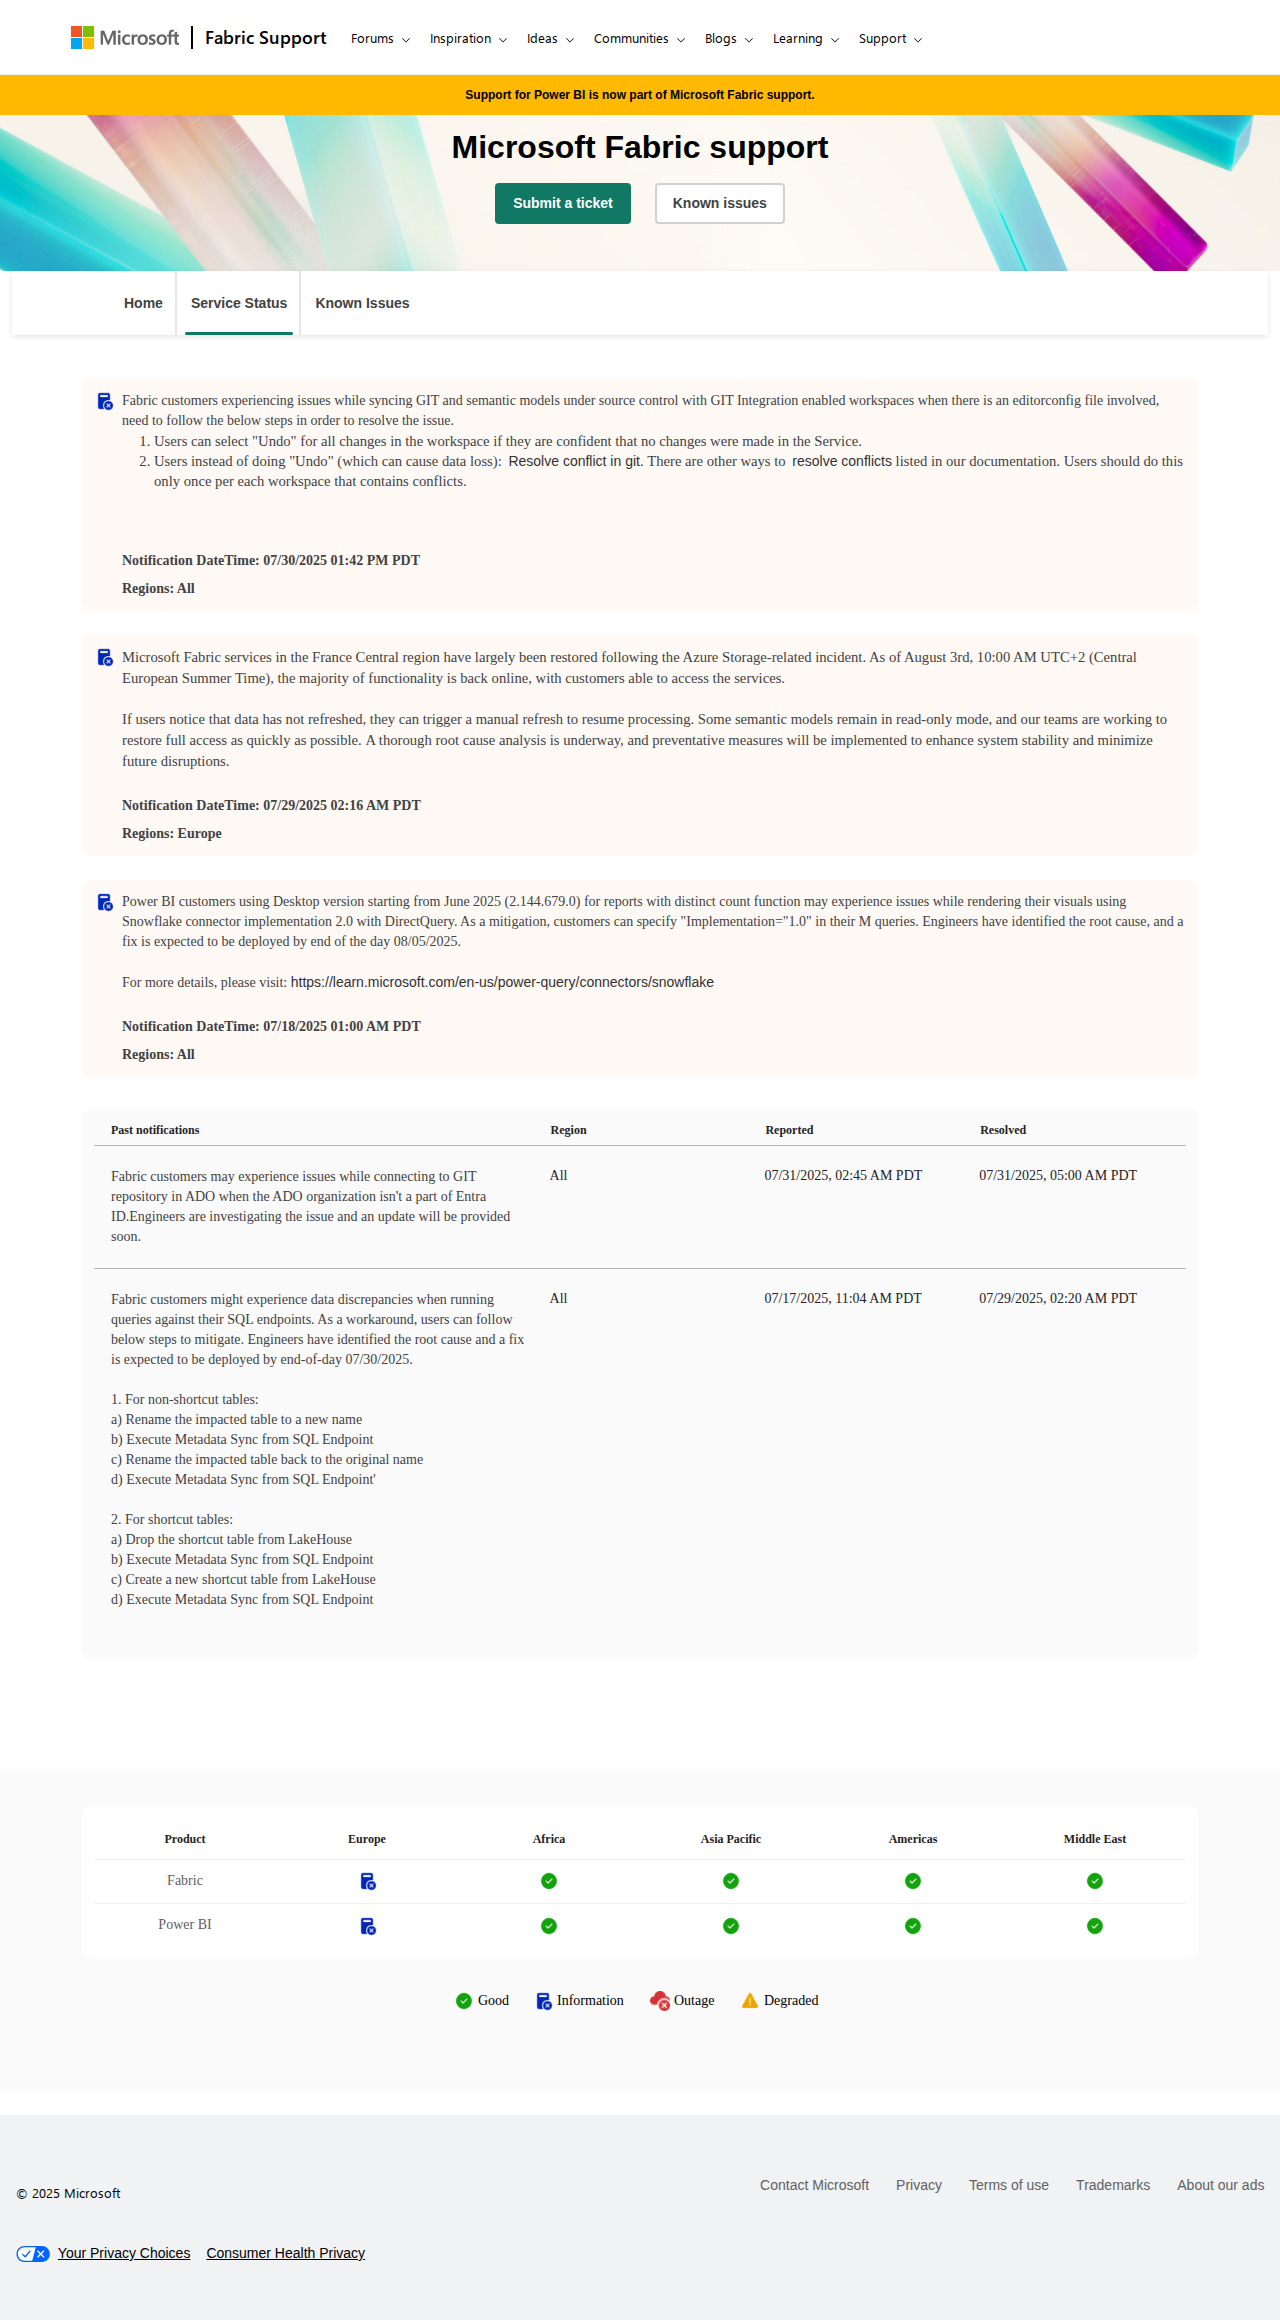 Microsoft
Fabric Support
Forums
Inspiration
Ideas
Communities
Blogs
Learning
Support
Support for Power BI is now part of Microsoft Fabric support.
Microsoft Fabric support
Submit a ticket
Known issues
Home
Service Status
Known Issues
Fabric customers experiencing issues while syncing GIT and semantic models under source control with GIT Integration enabled workspaces when there is an editorconfig file involved,
need to follow the below steps in order to resolve the issue.
1. Users can select "Undo" for all changes in the workspace if they are confident that no changes were made in the Service.
2. Users instead of doing "Undo" (which can cause data loss): Resolve conflict in git. There are other ways to resolve conflicts listed in our documentation. Users should do this
only once per each workspace that contains conflicts.
Notification DateTime: 07/30/2025 01:42 PM PDT
Regions: All
Microsoft Fabric services in the France Central region have largely been restored following the Azure Storage-related incident. As of August 3rd, 10:00 AM UTC+2 (Central
European Summer Time), the majority of functionality is back online, with customers able to access the services.
If users notice that data has not refreshed, they can trigger a manual refresh to resume processing. Some semantic models remain in read-only mode, and our teams are working to
restore full access as quickly as possible. A thorough root cause analysis is underway, and preventative measures will be implemented to enhance system stability and minimize
future disruptions.
Notification DateTime: 07/29/2025 02:16 AM PDT
Regions: Europe
Power BI customers using Desktop version starting from June 2025 (2.144.679.0) for reports with distinct count function may experience issues while rendering their visuals using
Snowflake connector implementation 2.0 with DirectQuery. As a mitigation, customers can specify "Implementation="1.0" in their M queries. Engineers have identified the root cause, and a
fix is expected to be deployed by end of the day 08/05/2025.
For more details, please visit: https://learn.microsoft.com/en-us/power-query/connectors/snowflake
Notification DateTime: 07/18/2025 01:00 AM PDT
Regions: All
Past notifications
Region
Reported
Resolved
Fabric customers may experience issues while connecting to GIT
repository in ADO when the ADO organization isn't a part of Entra
ID.Engineers are investigating the issue and an update will be provided
soon.
All
07/31/2025, 02:45 AM PDT
07/31/2025, 05:00 AM PDT
Fabric customers might experience data discrepancies when running
queries against their SQL endpoints. As a workaround, users can follow
below steps to mitigate. Engineers have identified the root cause and a fix
is expected to be deployed by end-of-day 07/30/2025.
1. For non-shortcut tables:
a) Rename the impacted table to a new name
b) Execute Metadata Sync from SQL Endpoint
c) Rename the impacted table back to the original name
d) Execute Metadata Sync from SQL Endpoint'
2. For shortcut tables:
a) Drop the shortcut table from LakeHouse
b) Execute Metadata Sync from SQL Endpoint
c) Create a new shortcut table from LakeHouse
d) Execute Metadata Sync from SQL Endpoint
All
07/17/2025, 11:04 AM PDT
07/29/2025, 02:20 AM PDT
Product
Europe
Africa
Asia Pacific
Americas
Middle East
Fabric
Power BI
Good
Information
Outage
Degraded
© 2025 Microsoft
Contact Microsoft
Privacy
Terms of use
Trademarks
About our ads
Your Privacy Choices
Consumer Health Privacy